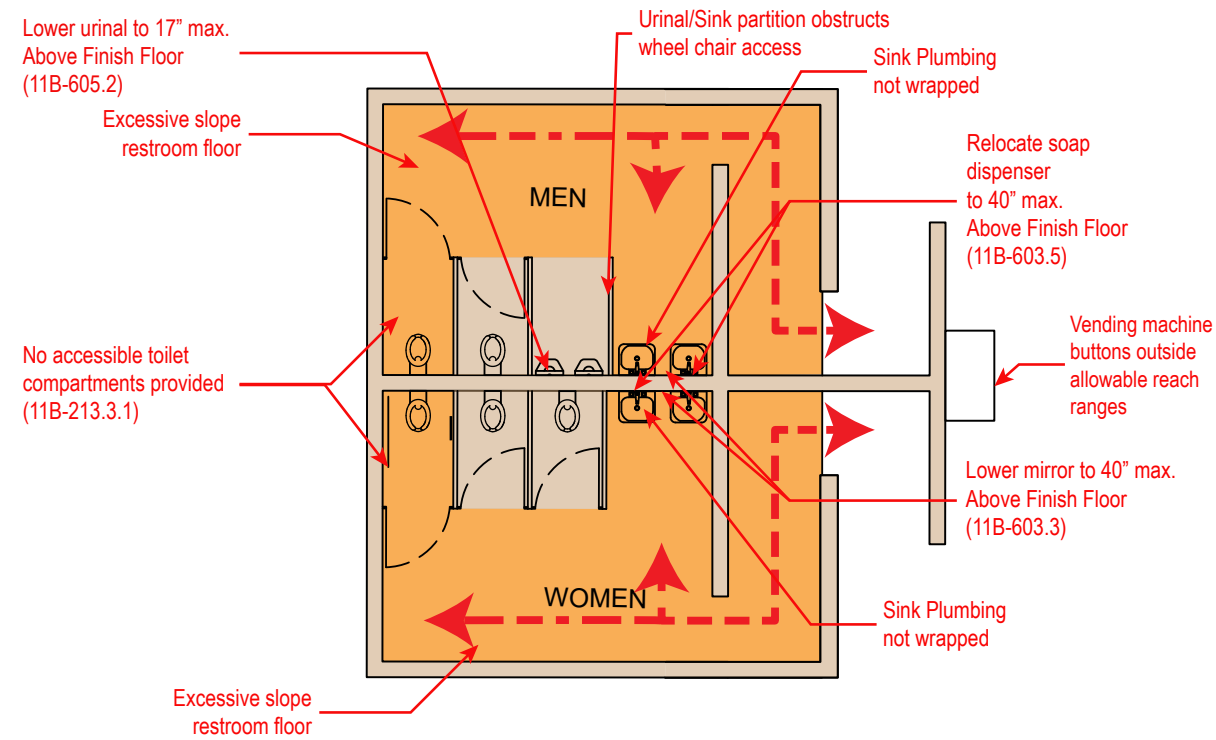 Lower urinal to 17” max.
Above Finish Floor
(11B-605.2)
Urinal/Sink partition obstructs
wheel chair access
Sink Plumbing
not wrapped
Excessive slope
restroom floor
Relocate soap
dispenser
to 40” max.
Above Finish Floor
(11B-603.5)
MEN
No accessible toilet
compartments provided
(11B-213.3.1)
Vending machine
buttons outside
allowable reach
ranges
Lower mirror to 40” max.
Above Finish Floor
(11B-603.3)
WOMEN
Sink Plumbing
not wrapped
Excessive slope
restroom floor